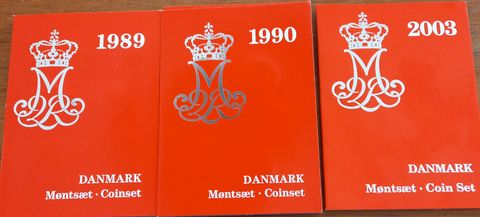 1989
DANMARK
Møntsæt · Coinset
1990
DANMARK
Møntsæt · Coinset
2003
DANMARK
Møntsæt · Coin Set